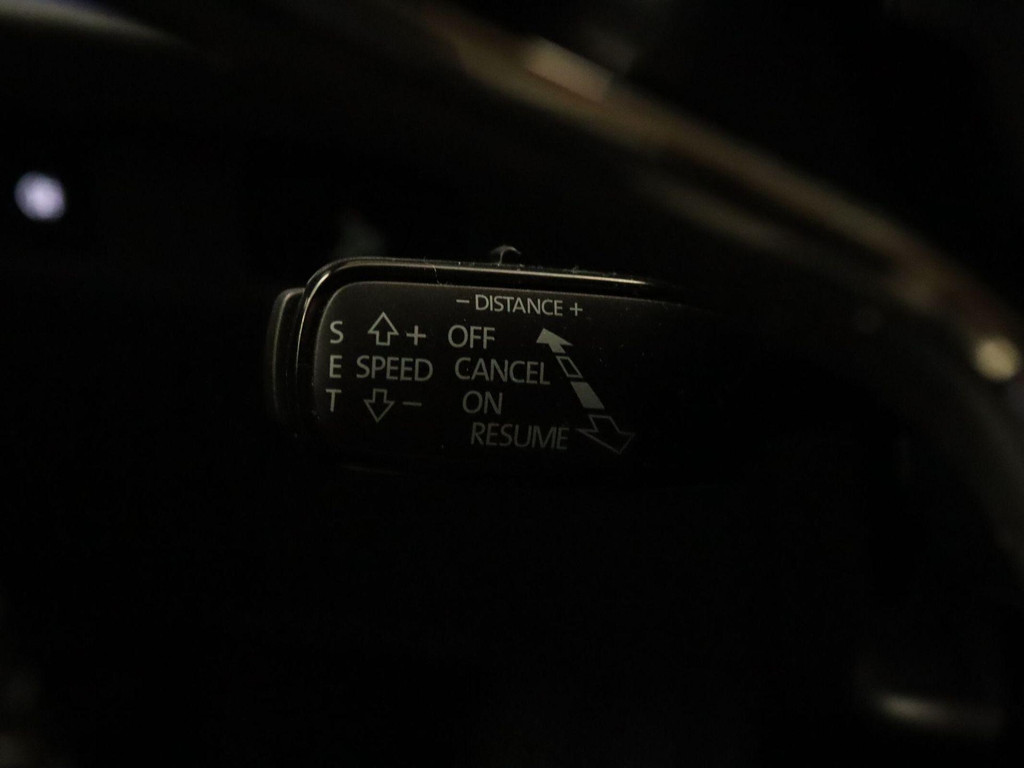 − DISTANCE +
S + OFF
E SPEED CANCEL
T − ON
RESUME